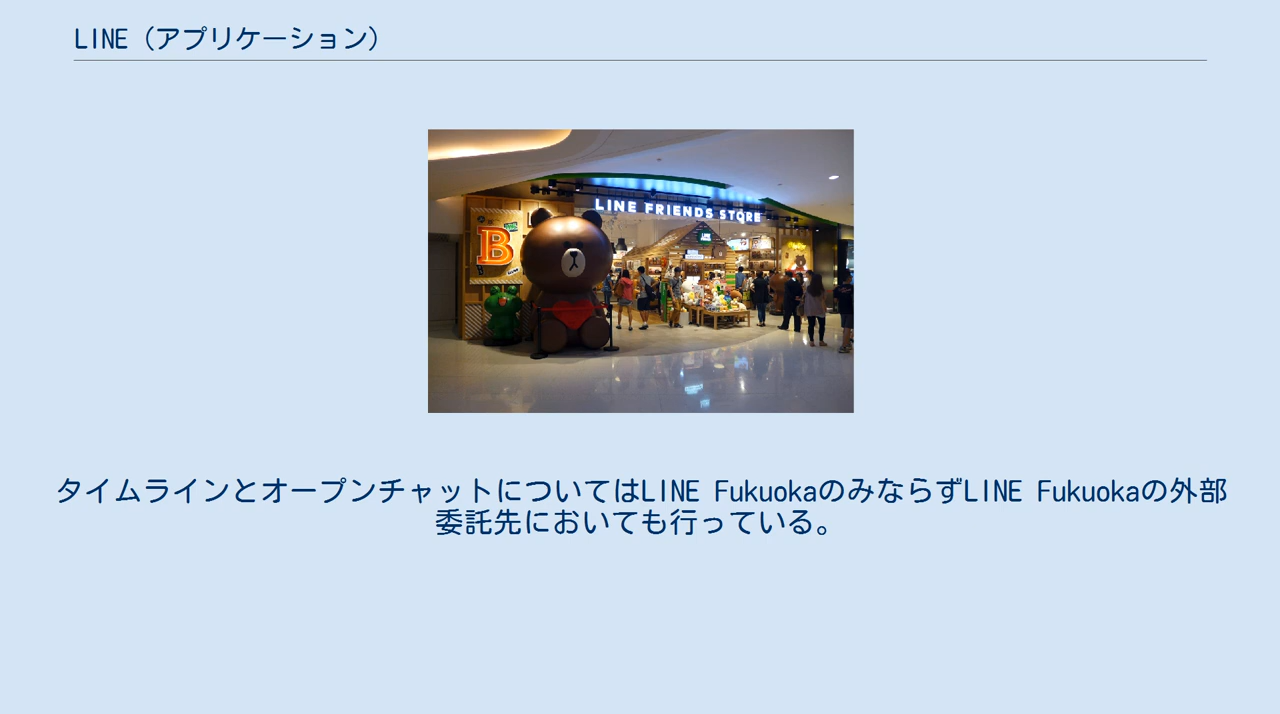 LINE（アプリケーション）
LINE FRIENDS STORE
B
タイムラインとオープンチャットについてはLINE FukuokaのみならずLINE Fukuokaの外部
委託先においても行っている。